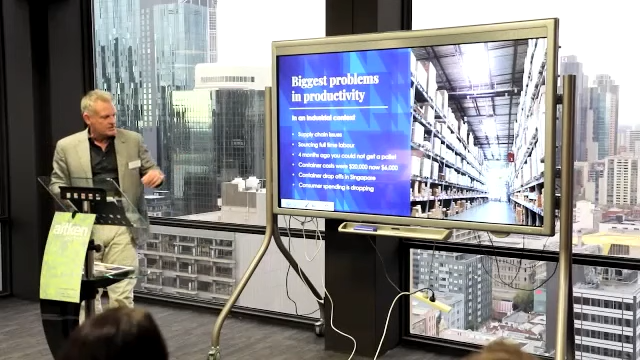 Biggest problems
in productivity
In an industrial context
• Supply chain issues
• Sourcing full time labour
• 4 months ago you could not get a pallet
• Container costs were $20,000 now $6,000
• Container drop offs in Singapore
• Consumer spending is dropping
aitken